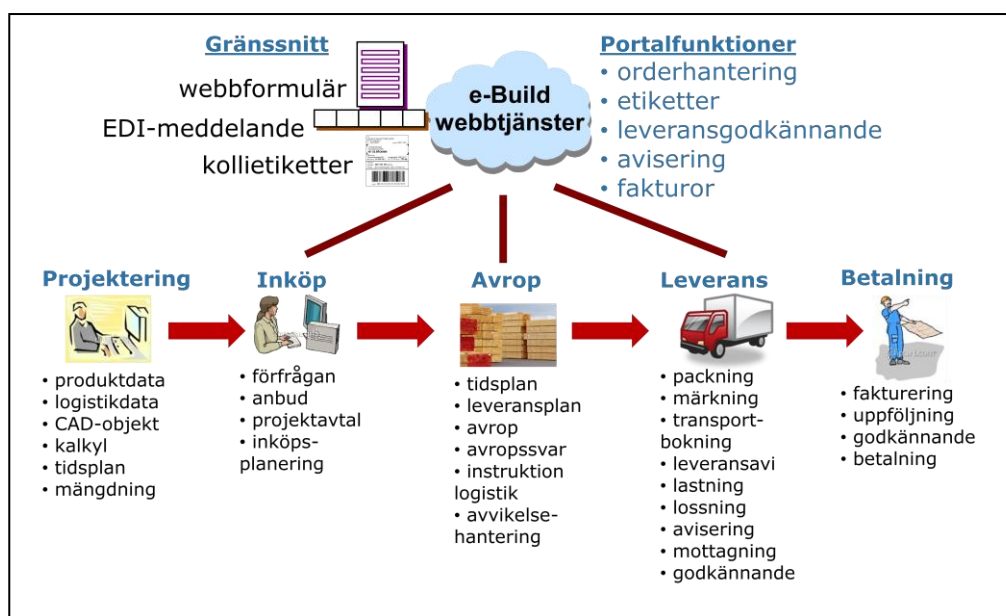 Gränssnitt
webbformulär
EDI-meddelande
kollietiketter
e-Build
webbtjänster
Portalfunktioner
• orderhantering
• etiketter
• leveransgodkännande
• avisering
• fakturor
Projektering
• produktdata
• logistikdata
• CAD-objekt
• kalkyl
• tidsplan
• mängdning
Inköp
• förfrågan
• anbud
• projektavtal
• inköps-
planering
Avrop
• tidsplan
• leveransplan
• avrop
• avropssvar
• instruktion
logistik
• avvikelse-
hantering
Leverans
• packning
• märkning
• transport-
bokning
• leveransavi
• lastning
• lossning
• avisering
• mottagning
• godkännande
Betalning
• fakturering
• uppföljning
• godkännande
• betalning